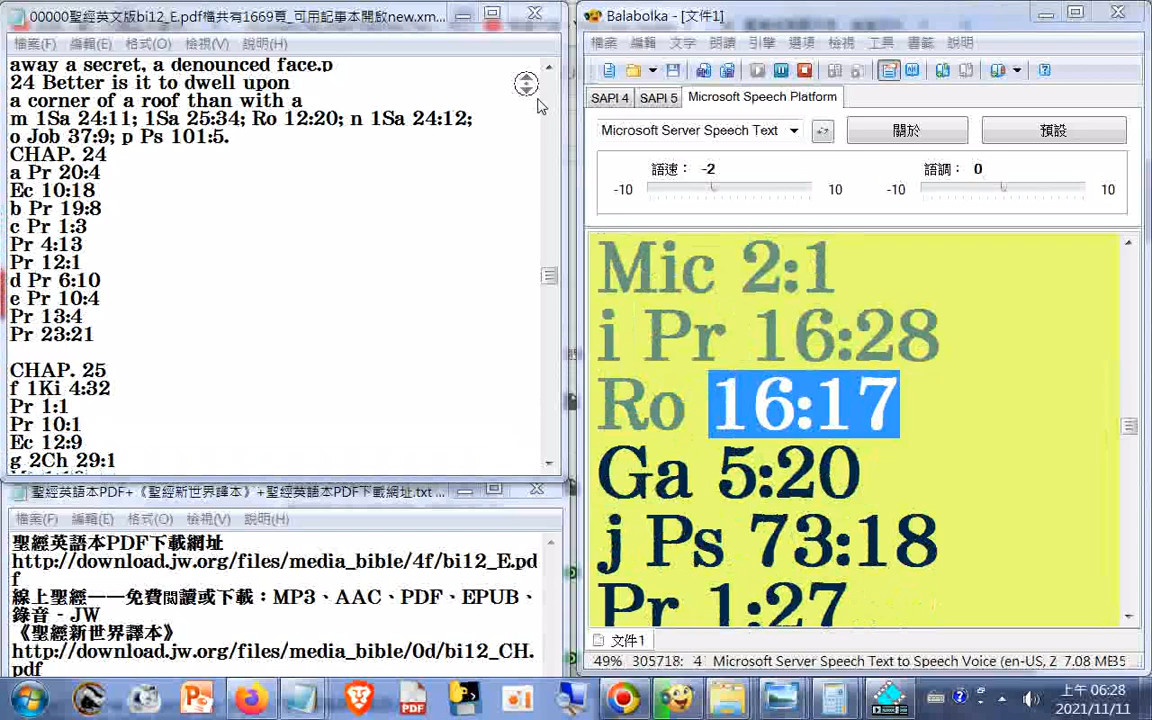 00000聖經英文版bi12_E.pdf檔共有1669頁_可用記事本開啟new.xm...
檔案(F) 編輯(E) 格式(O) 檢視(V) 說明(H)
away a secret, a denounced face.p
24 Better is it to dwell upon
a corner of a roof than with a
m 1Sa 24:11; 1Sa 25:34; Ro 12:20; n 1Sa 24:12;
o Job 37:9; p Ps 101:5.
CHAP. 24
a Pr 20:4
Ec 10:18
b Pr 19:8
c Pr 1:3
Pr 4:13
Pr 12:1
d Pr 6:10
e Pr 10:4
Pr 13:4
Pr 23:21
CHAP. 25
f 1Ki 4:32
Pr 1:1
Pr 10:1
Ec 12:9
g 2Ch 29:1
聖經英語本PDF+《聖經新世界譯本》+聖經英語本PDF下載網址.txt ...
檔案(F) 編輯(E) 格式(O) 檢視(V) 說明(H)
聖經英語本PDF下載網址
http://download.jw.org/files/media_bible/4f/bi12_E.pd
f
線上聖經──免費閱讀或下載：MP3、AAC、PDF、EPUB、
錄音 - JW
《聖經新世界譯本》
http://download.jw.org/files/media_bible/0d/bi12_CH.
pdf
Balabolka - [文件1]
檔案 編輯 文字 朗讀 引擎 選項 檢視 工具 書籤 說明
SAPI 4 SAPI 5 Microsoft Speech Platform
Microsoft Server Speech Text 關於 預設
語速： -2 語調： 0
-10 10 -10 10
Mic 2:1
i Pr 16:28
Ro 16:17
Ga 5:20
j Ps 73:18
Pr 1:27
文件1
49% 305718: 4 Microsoft Server Speech Text to Speech Voice (en-US, Z 7.08 MB
上午 06:28
2021/11/11